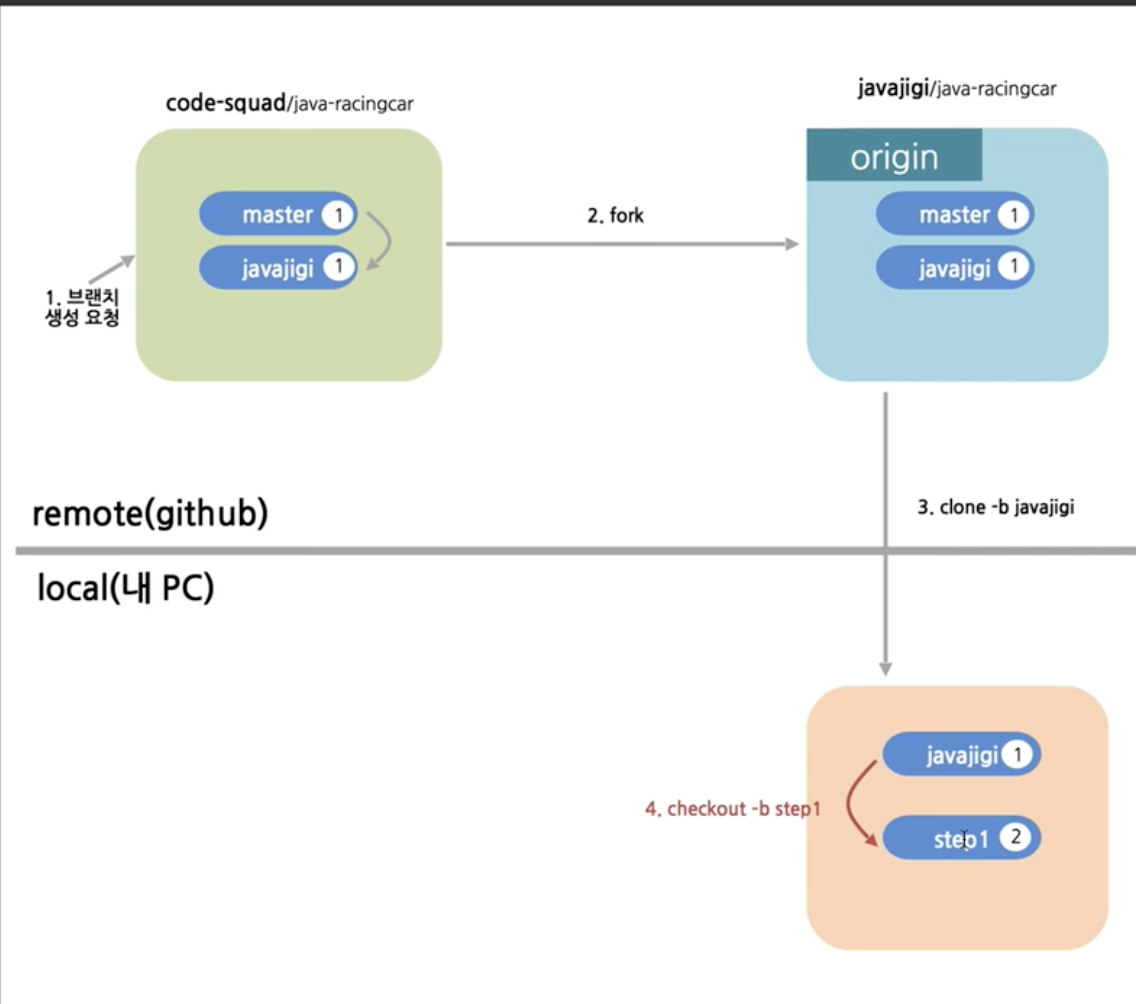 code-squad/java-racingcar
javajigi/java-racingcar
origin
master 1
javajigi 1
2. fork
master 1
javajigi 1
1. 브랜치
생성 요청
remote(github)
3. clone -b javajigi
local(내 PC)
javajigi 1
4. checkout -b step1
step1 2